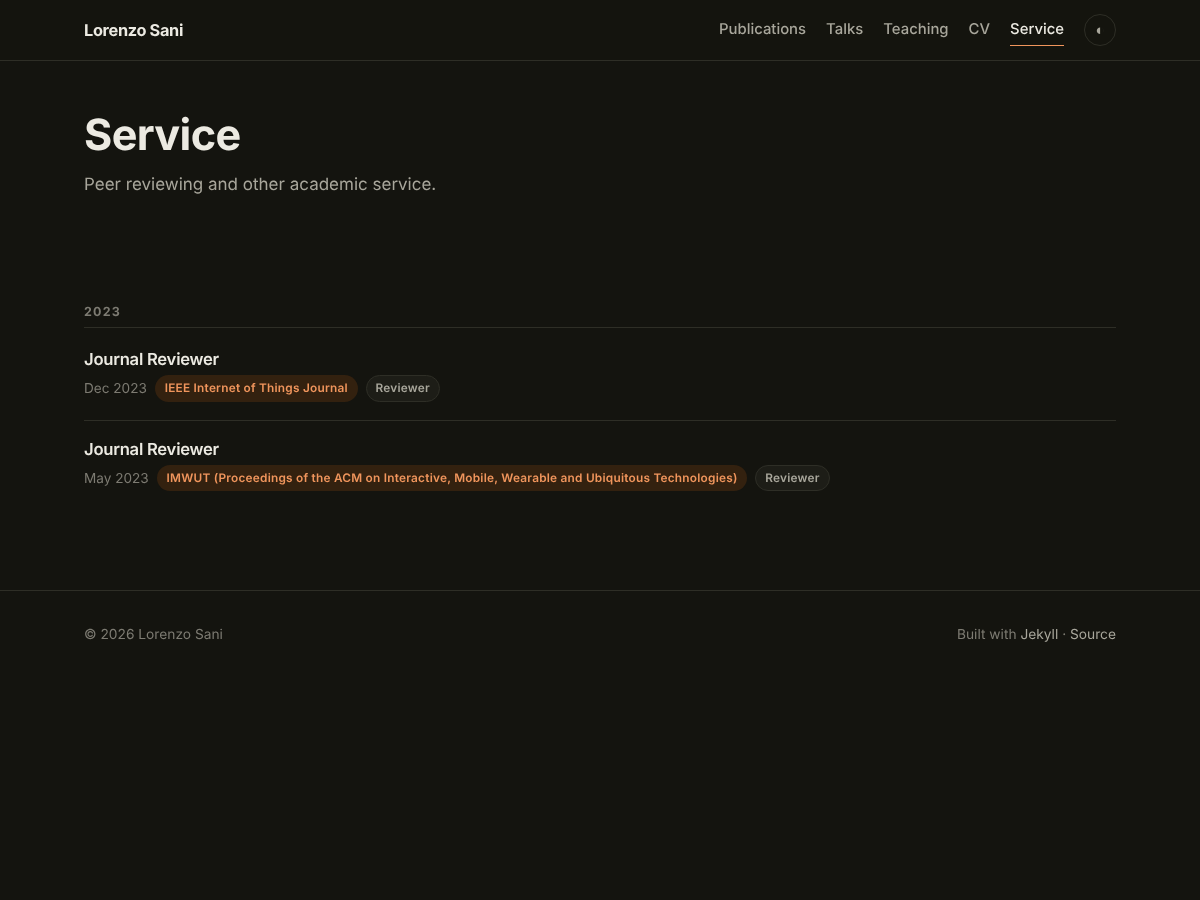 Lorenzo Sani
Publications Talks Teaching CV Service
Service
Peer reviewing and other academic service.
2023
Journal Reviewer
Dec 2023 IEEE Internet of Things Journal Reviewer
Journal Reviewer
May 2023 IMWUT (Proceedings of the ACM on Interactive, Mobile, Wearable and Ubiquitous Technologies) Reviewer
© 2026 Lorenzo Sani
Built with Jekyll · Source